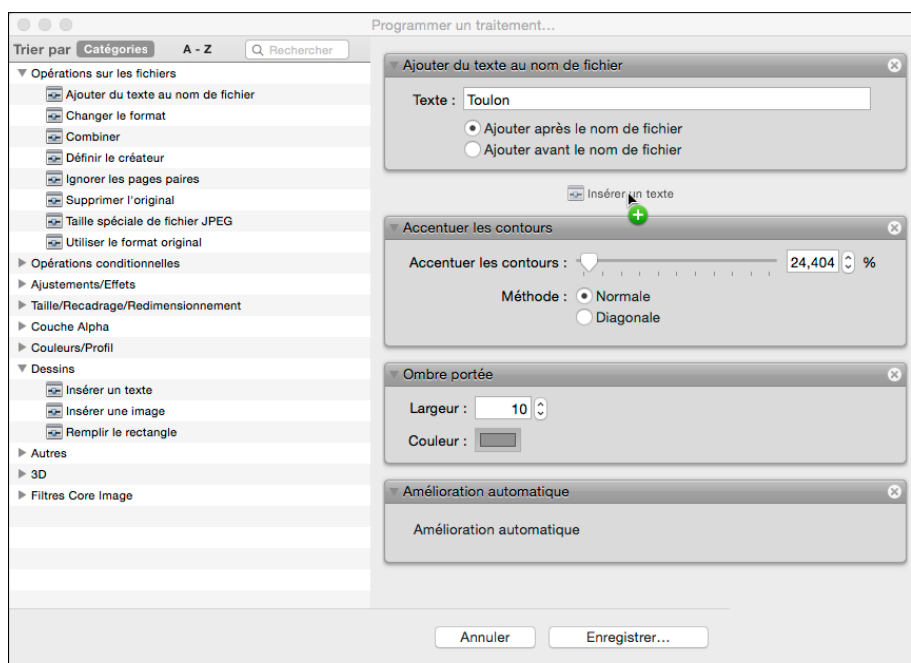 Programmer un traitement...
Trier par Catégories A - Z Rechercher
Opérations sur les fichiers
Ajouter du texte au nom de fichier
Changer le format
Combiner
Définir le créateur
Ignorer les pages paires
Supprimer l'original
Taille spéciale de fichier JPEG
Utiliser le format original
Opérations conditionnelles
Ajustements/Effets
Taille/Recadrage/Redimensionnement
Couche Alpha
Couleurs/Profil
Dessins
Insérer un texte
Insérer une image
Remplir le rectangle
Autres
3D
Filtres Core Image
Ajouter du texte au nom de fichier
Texte : Toulon
Ajouter après le nom de fichier
Ajouter avant le nom de fichier
Insérer un texte
Accentuer les contours
Accentuer les contours : 24,404 %
Méthode : Normale
Diagonale
Ombre portée
Largeur : 10
Couleur :
Amélioration automatique
Amélioration automatique
Annuler Enregistrer...